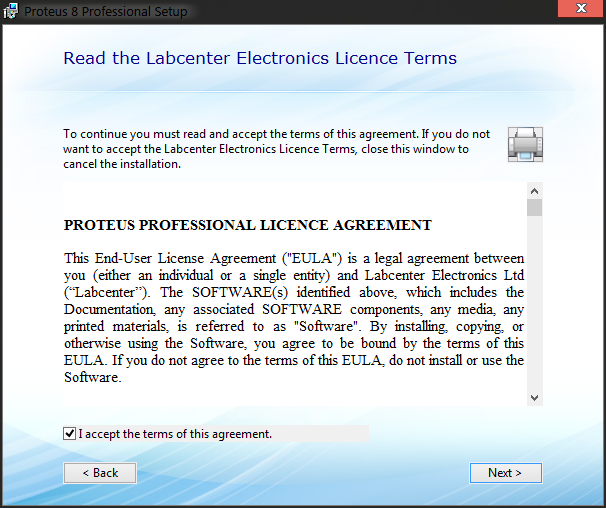 Proteus 8 Professional Setup
x
Read the Labcenter Electronics Licence Terms
To continue you must read and accept the terms of this agreement. If you do not
want to accept the Labcenter Electronics Licence Terms, close this window to
cancel the installation.
PROTEUS PROFESSIONAL LICENCE AGREEMENT
This End-User License Agreement ("EULA") is a legal agreement between
you (either an individual or a single entity) and Labcenter Electronics Ltd
(“Labcenter”). The SOFTWARE(s) identified above, which includes the
Documentation, any associated SOFTWARE components, any media, any
printed materials, is referred to as "Software". By installing, copying, or
otherwise using the Software, you agree to be bound by the terms of this
EULA. If you do not agree to the terms of this EULA, do not install or use the
Software.
I accept the terms of this agreement.
< Back
Next >